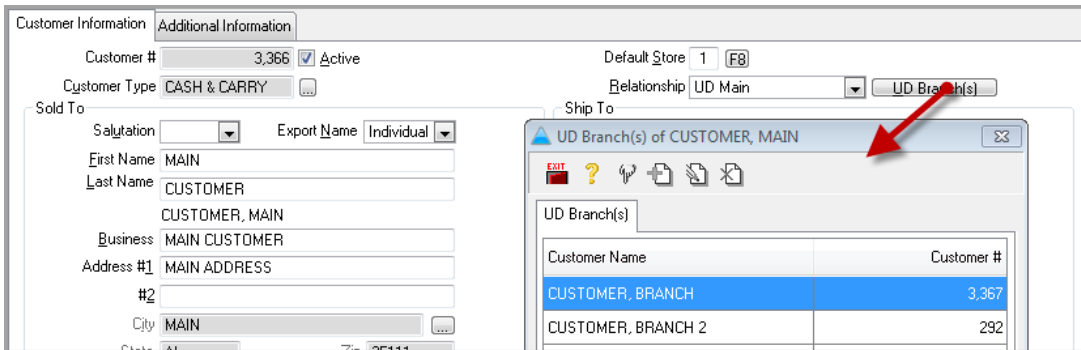 Customer Information Additional Information
Customer # 3,366 Active Default Store 1 F8
Customer Type CASH & CARRY ... Relationship UD Main UD Branch(s)
Sold To Ship To
Salutation Export Name Individual
First Name MAIN
Last Name CUSTOMER
CUSTOMER, MAIN
Business MAIN CUSTOMER
Address #1 MAIN ADDRESS
#2
City MAIN ...
UD Branch(s) of CUSTOMER, MAIN
EXIT
UD Branch(s)
Customer Name Customer #
CUSTOMER, BRANCH 3,367
CUSTOMER, BRANCH 2 292